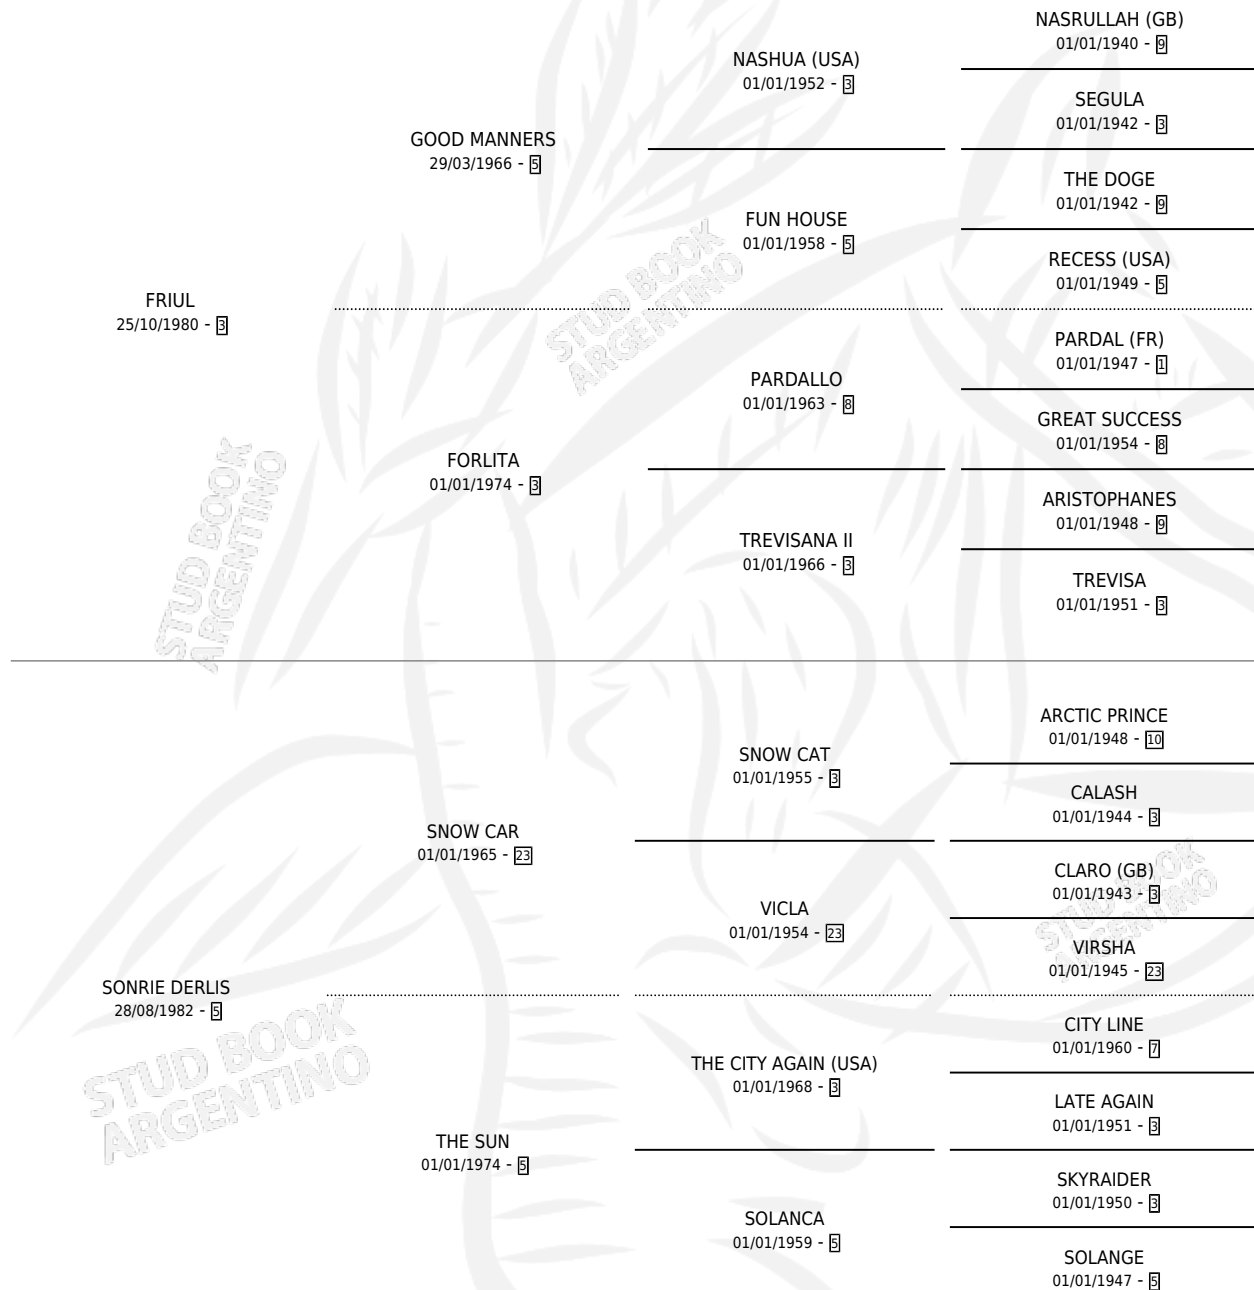 NASRULLAH (GB)
01/01/1940 - 9
NASHUA (USA)
01/01/1952 - 3
SEGULA
01/01/1942 - 3
GOOD MANNERS
29/03/1966 - 5
THE DOGE
01/01/1942 - 9
FUN HOUSE
01/01/1958 - 5
RECESS (USA)
01/01/1949 - 5
FRIUL
25/10/1980 - 3
PARDAL (FR)
01/01/1947 - 1
PARDALLO
01/01/1963 - 8
GREAT SUCCESS
01/01/1954 - 8
FORLITA
01/01/1974 - 3
ARISTOPHANES
01/01/1948 - 9
TREVISANA II
01/01/1966 - 3
TREVISA
01/01/1951 - 3
ARCTIC PRINCE
01/01/1948 - 10
SNOW CAT
01/01/1955 - 3
CALASH
01/01/1944 - 3
SNOW CAR
01/01/1965 - 23
CLARO (GB)
01/01/1943 - 3
VICLA
01/01/1954 - 23
VIRSHA
01/01/1945 - 23
SONRIE DERLIS
28/08/1982 - 5
CITY LINE
01/01/1960 - 7
THE CITY AGAIN (USA)
01/01/1968 - 3
LATE AGAIN
01/01/1951 - 3
THE SUN
01/01/1974 - 5
SKYRAIDER
01/01/1950 - 3
SOLANCA
01/01/1959 - 5
SOLANGE
01/01/1947 - 5
STUD BOOK
ARGENTINO
STUD BOOK
ARGENTINO
STUD BOOK
ARGENTINO
STUD BOOK
ARGENTINO